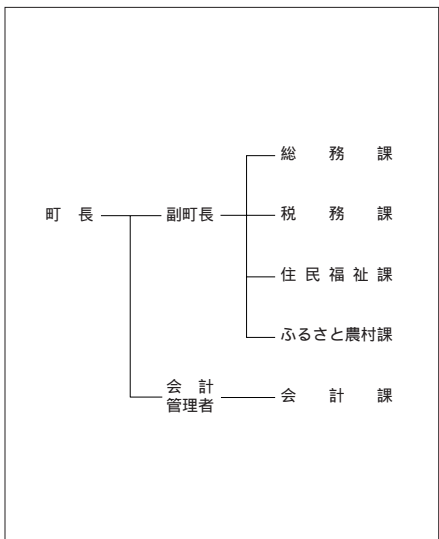 総務課
町長 副町長 税務課
住民福祉課
ふるさと農村課
会計
管理者 会計課